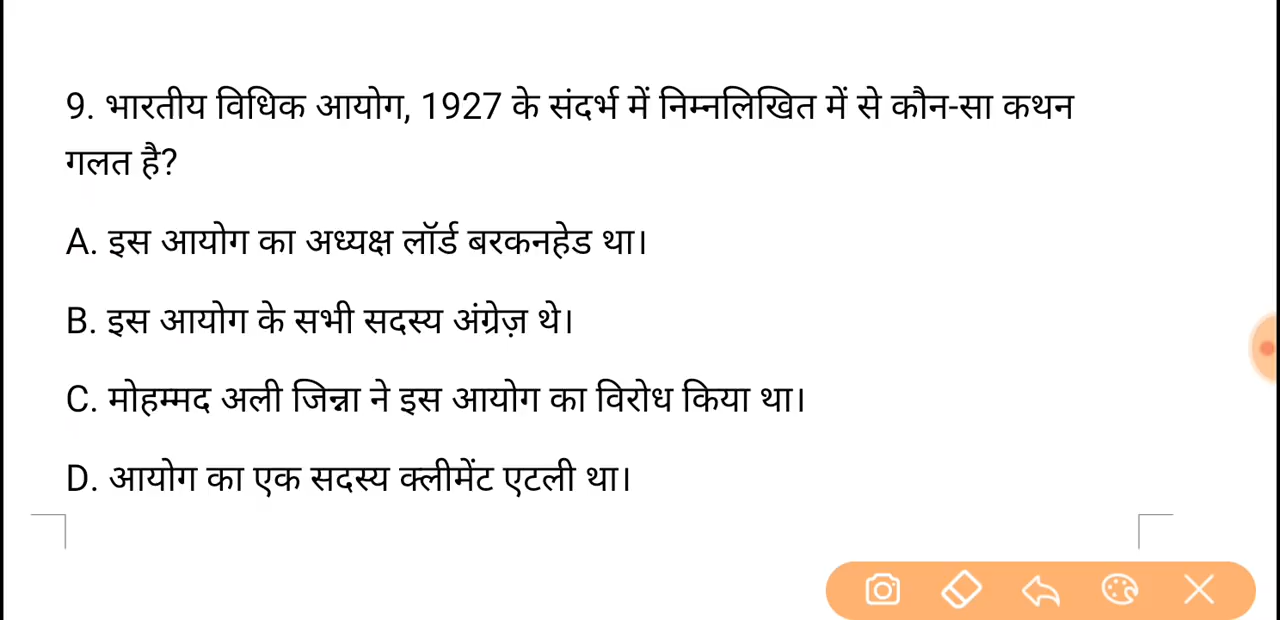 9. भारतीय विधिक आयोग, 1927 के संदर्भ में निम्नलिखित में से कौन-सा कथन
गलत है?
A. इस आयोग का अध्यक्ष लॉर्ड बरकनहेड था।
B. इस आयोग के सभी सदस्य अंग्रेज़ थे।
C. मोहम्मद अली जिन्ना ने इस आयोग का विरोध किया था।
D. आयोग का एक सदस्य क्लीमेंट एटली था।